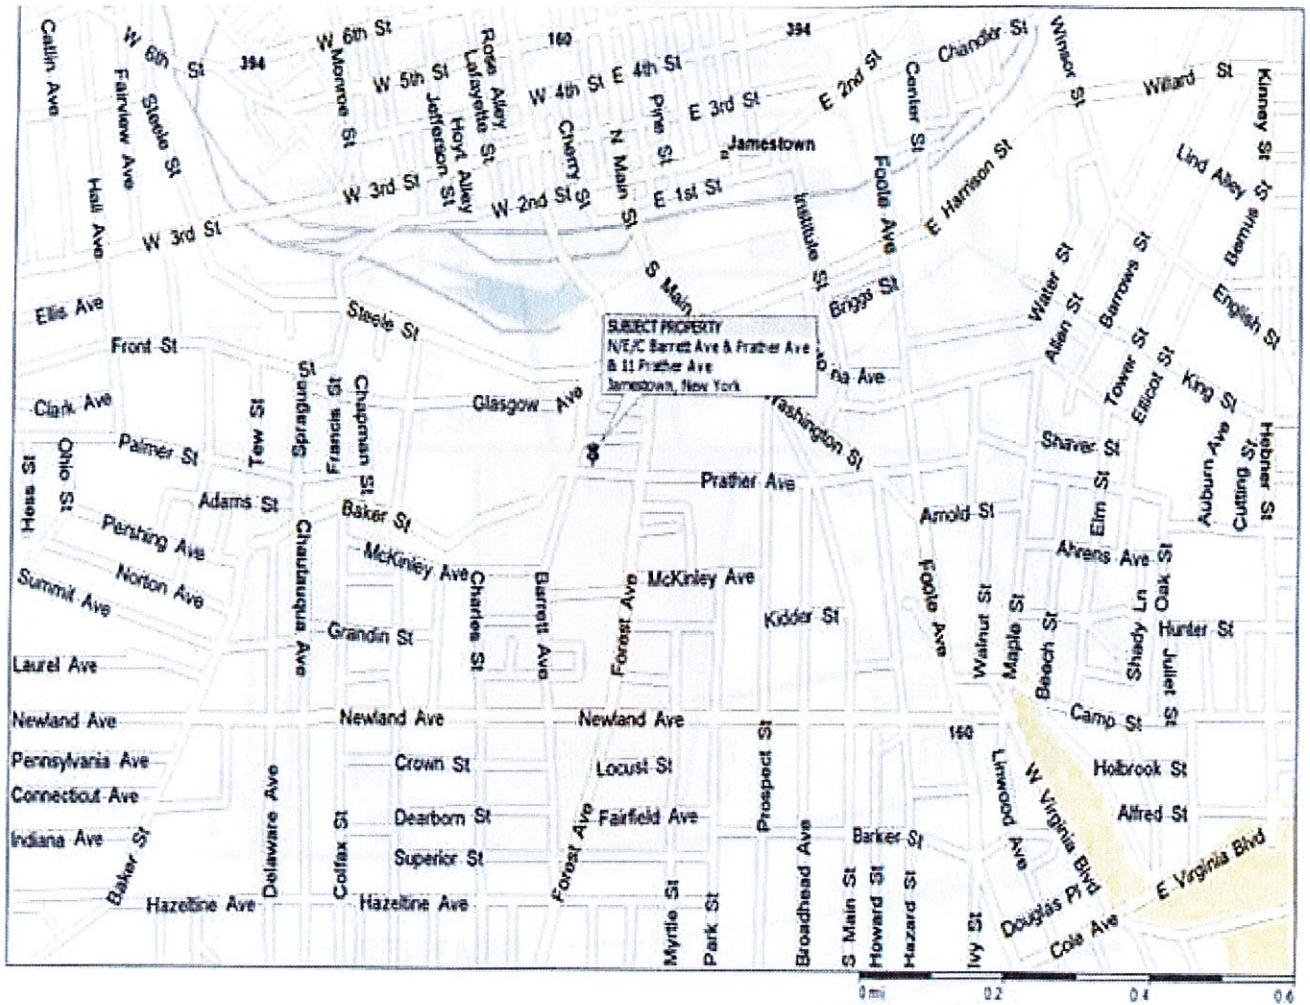 Catlin Ave
W 6th St
394
W 6th St
Rose Alley
160
394
Chandler St
Winsor St
Fairview Ave
Steele St
Monroe St
W 5th St
Lafayette St
W 4th St
E 4th St
E 2nd St
Center St
Willard St
Kinney St
Jefferson St
Hoyt Alley
Cherry St
N Main St
Pine St
E 3rd St
Jamestown
Lind Alley
Hall Ave
W 3rd St
W 3rd St
W 2nd St
E 1st St
Institute St
Foote Ave
E Harrison St
Bemus St
S Main
Briggs St
Water St
Allen St
Barrows St
English St
Ellis Ave
Steele St
Front St
SUBJECT PROPERTY
N/E/C Barrett Ave & Prather Ave
& 11 Prather Ave
Jamestown, New York
na Ave
Tower St
Ellicot St
King St
Clark Ave
Tew St
Sprague St
Francis St
Chapman St
Glasgow Ave
Washington St
Shaver St
Auburn Ave
Cutting St
Hebner St
Hess St
Ohio St
Palmer St
Prather Ave
Adams St
Baker St
Arnold St
Elm St
Pershing Ave
Chautauqua Ave
McKinley Ave
McKinley Ave
Ahrens Ave
Summit Ave
Norton Ave
Charles St
Barrett Ave
Forest Ave
Foote Ave
Walnut St
Maple St
Beach St
Shady Ln
Oak St
Kidder St
Grandin St
Hunter St
Laurel Ave
Juliet St
Newland Ave
Newland Ave
Newland Ave
160
Camp St
Pennsylvania Ave
Crown St
Locust St
Prospect St
Linwood Ave
W Virginia Blvd
Holbrook St
Connecticut Ave
Delaware Ave
Colfax St
Dearborn St
Fairfield Ave
Alfred St
Indiana Ave
Baker St
Superior St
Forest Ave
Broadhead Ave
Barker St
E Virginia Blvd
Hazeltine Ave
Hazeltine Ave
Myrtle St
Park St
S Main St
Howard St
Hazard St
Ivy St
Douglas Pl
Cole Ave
0 mi
0.2
0.4
0.6